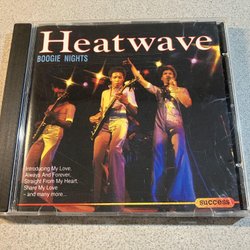 Heatwave
BOOGIE NIGHTS
Introducing My Love
Always And Forever
Straight From My Heart
Share My Love
- and many more...
success